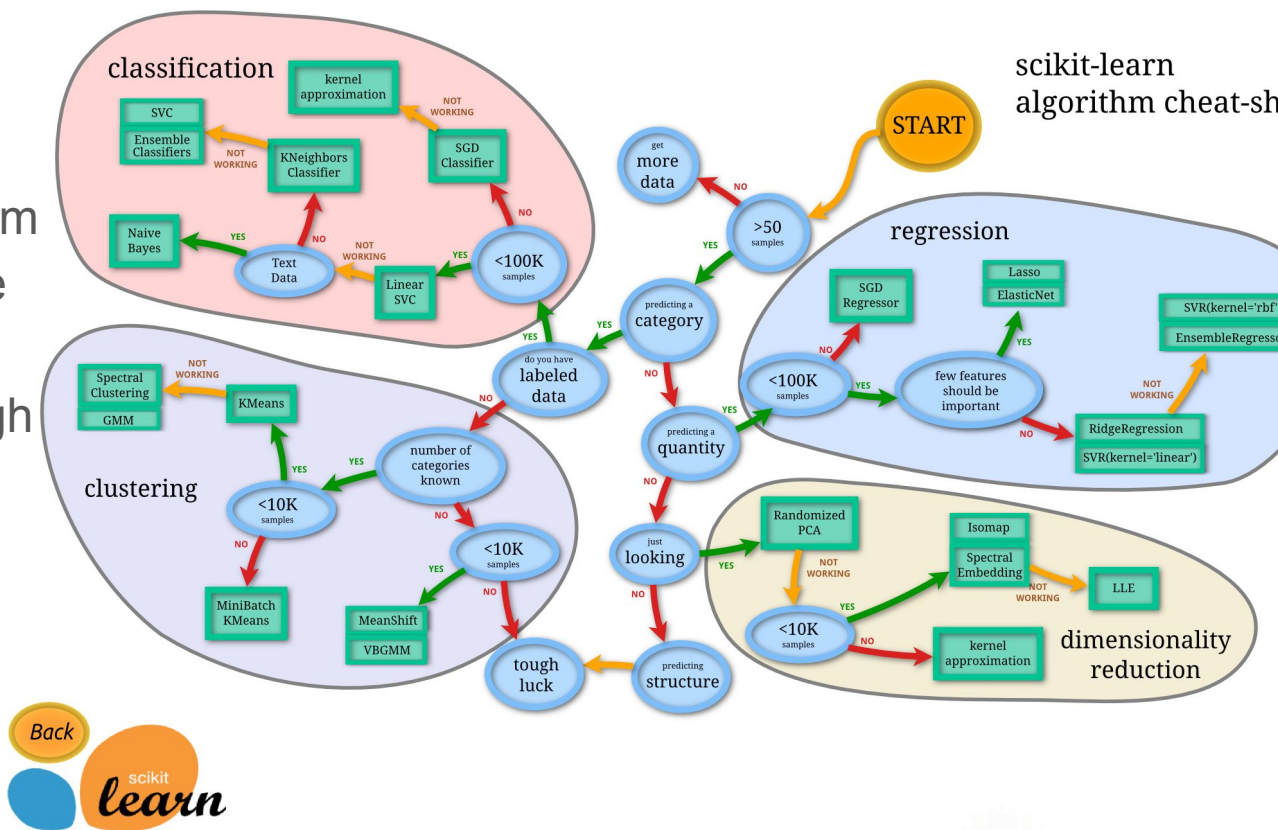 scikit-learn
algorithm cheat-sh
m
e
gh
classification
kernel
approximation
NOT
WORKING
SVC
Ensemble
Classifiers
NOT
WORKING
KNeighbors
Classifier
SGD
Classifier
NO
Naive
Bayes
YES
Text
Data
NO
NOT
WORKING
Linear
SVC
YES
<100K
samples
YES
START
get
more
data
NO
>50
samples
YES
predicting a
category
YES
NO
do you have
labeled
data
NO
predicting a
quantity
YES
NO
just
looking
YES
NO
predicting
structure
tough
luck
regression
SGD
Regressor
NO
<100K
samples
YES
Lasso
ElasticNet
YES
few features
should be
important
NO
SVR(kernel='rbf'
EnsembleRegresso
NOT
WORKING
RidgeRegression
SVR(kernel='linear')
clustering
Spectral
Clustering
GMM
NOT
WORKING
KMeans
YES
<10K
samples
NO
MiniBatch
KMeans
YES
number of
categories
known
NO
<10K
samples
YES
NO
MeanShift
VBGMM
dimensionality
reduction
Randomized
PCA
NOT
WORKING
<10K
samples
YES
NO
Isomap
Spectral
Embedding
NOT
WORKING
LLE
kernel
approximation
Back
scikit
learn